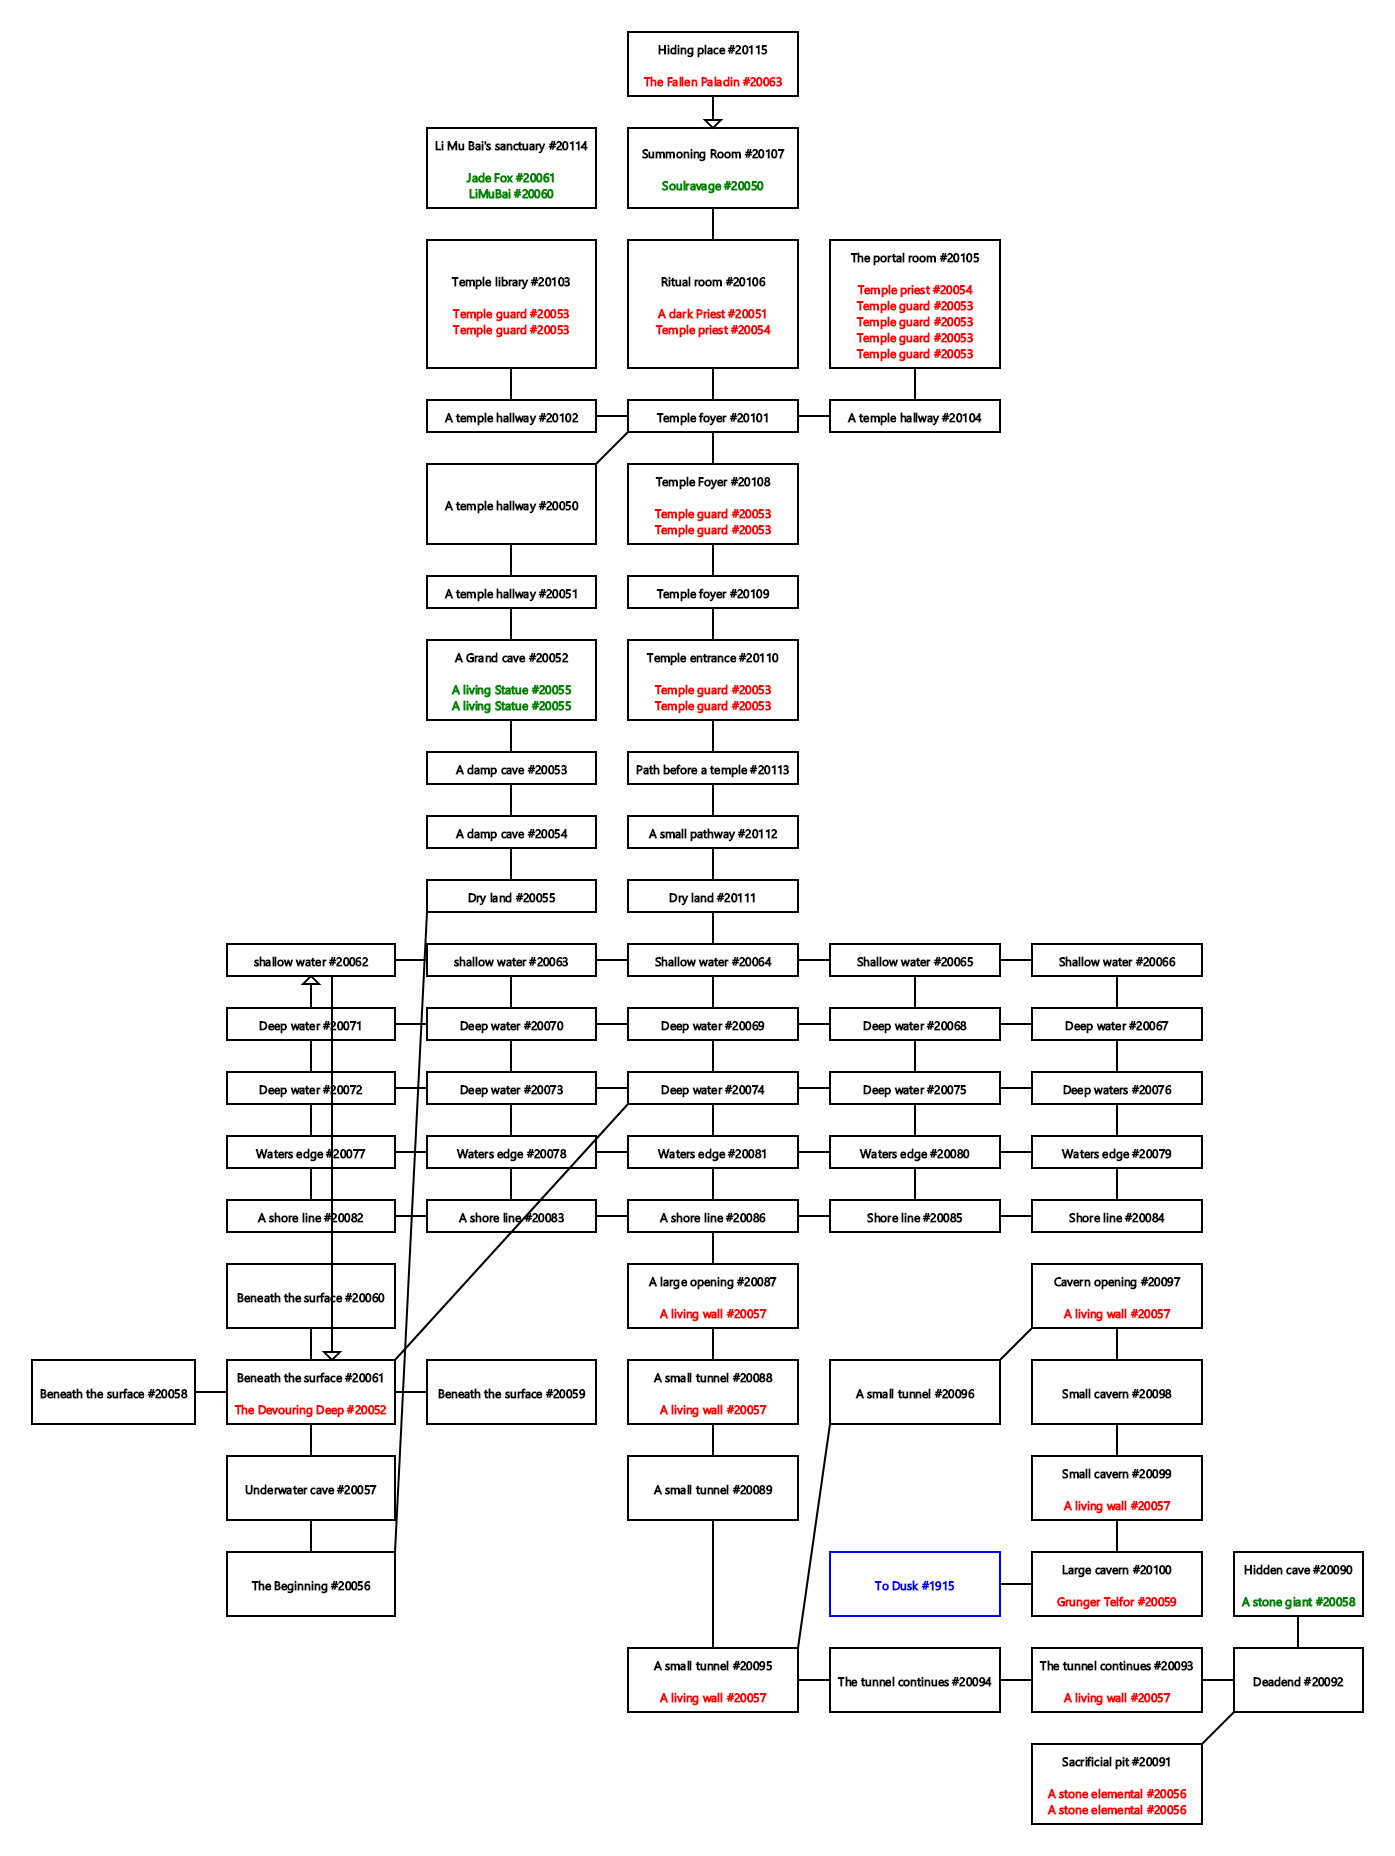 Hiding place #20115
The Fallen Paladin #20063
Li Mu Bai's sanctuary #20114
Jade Fox #20061
LiMuBai #20060
Summoning Room #20107
Soulravage #20050
Temple library #20103
Temple guard #20053
Temple guard #20053
Ritual room #20106
A dark Priest #20051
Temple priest #20054
The portal room #20105
Temple priest #20054
Temple guard #20053
Temple guard #20053
Temple guard #20053
Temple guard #20053
A temple hallway #20102
Temple foyer #20101
A temple hallway #20104
A temple hallway #20050
Temple Foyer #20108
Temple guard #20053
Temple guard #20053
A temple hallway #20051
Temple foyer #20109
A Grand cave #20052
A living Statue #20055
A living Statue #20055
Temple entrance #20110
Temple guard #20053
Temple guard #20053
A damp cave #20053
Path before a temple #20113
A damp cave #20054
A small pathway #20112
Dry land #20055
Dry land #20111
shallow water #20062
shallow water #20063
Shallow water #20064
Shallow water #20065
Shallow water #20066
Deep water #20071
Deep water #20070
Deep water #20069
Deep water #20068
Deep water #20067
Deep water #20072
Deep water #20073
Deep water #20074
Deep water #20075
Deep waters #20076
Waters edge #20077
Waters edge #20078
Waters edge #20081
Waters edge #20080
Waters edge #20079
A shore line #20082
A shore line #20083
A shore line #20086
Shore line #20085
Shore line #20084
Beneath the surface #20060
A large opening #20087
A living wall #20057
Cavern opening #20097
A living wall #20057
Beneath the surface #20058
Beneath the surface #20061
The Devouring Deep #20052
Beneath the surface #20059
A small tunnel #20088
A living wall #20057
A small tunnel #20096
Small cavern #20098
Underwater cave #20057
A small tunnel #20089
Small cavern #20099
A living wall #20057
The Beginning #20056
To Dusk #1915
Large cavern #20100
Grunger Telfor #20059
Hidden cave #20090
A stone giant #20058
A small tunnel #20095
A living wall #20057
The tunnel continues #20094
The tunnel continues #20093
A living wall #20057
Deadend #20092
Sacrificial pit #20091
A stone elemental #20056
A stone elemental #20056